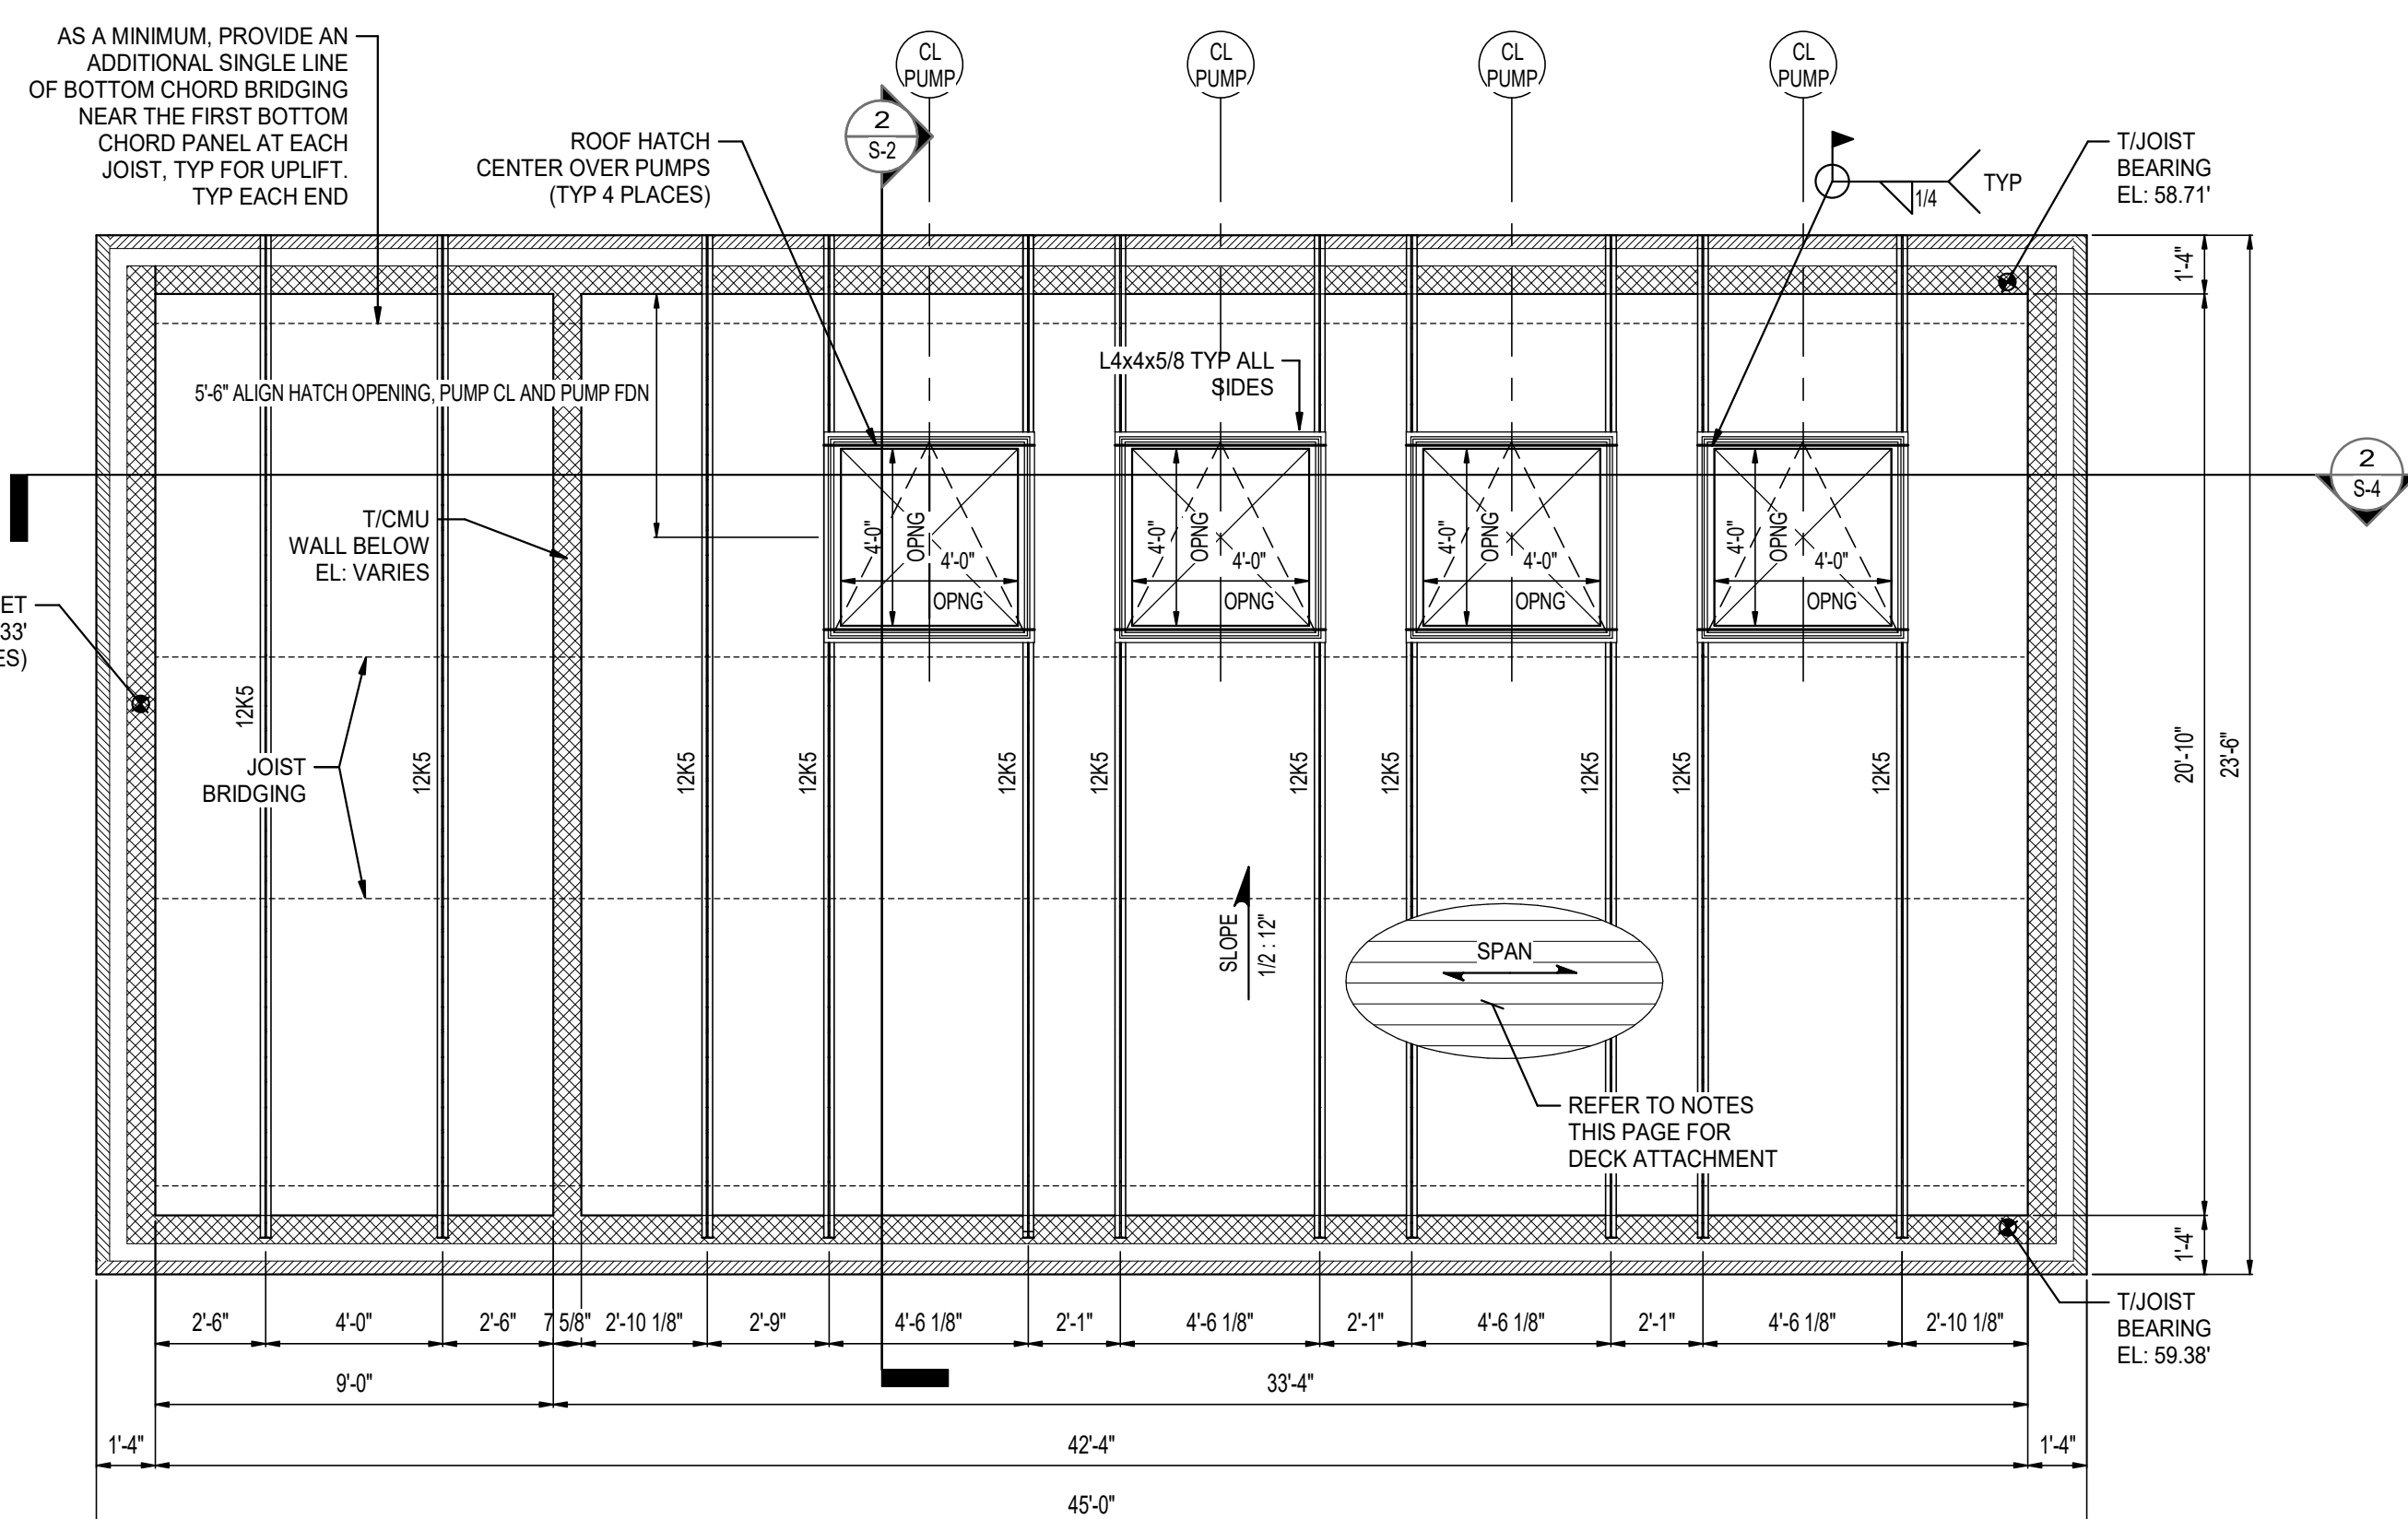 AS A MINIMUM, PROVIDE AN
ADDITIONAL SINGLE LINE
OF BOTTOM CHORD BRIDGING
NEAR THE FIRST BOTTOM
CHORD PANEL AT EACH
JOIST, TYP FOR UPLIFT.
TYP EACH END
ROOF HATCH
CENTER OVER PUMPS
(TYP 4 PLACES)
2
S-2
CL
PUMP
CL
PUMP
CL
PUMP
CL
PUMP
1/4
TYP
T/JOIST
BEARING
EL: 58.71'
1'-4"
L4x4x5/8 TYP ALL
SIDES
5'-6" ALIGN HATCH OPENING, PUMP CL AND PUMP FDN
2
S-4
T/CMU
WALL BELOW
EL: VARIES
4'-0"
OPNG
4'-0"
OPNG
4'-0"
OPNG
4'-0"
OPNG
4'-0"
OPNG
4'-0"
OPNG
4'-0"
OPNG
4'-0"
OPNG
ET
33'
ES)
12K5
JOIST
BRIDGING
12K5
12K5
12K5
12K5
12K5
12K5
12K5
12K5
12K5
12K5
20'-10"
23'-6"
SLOPE
1/2 : 12"
SPAN
REFER TO NOTES
THIS PAGE FOR
DECK ATTACHMENT
1'-4"
T/JOIST
BEARING
EL: 59.38'
2'-6" 4'-0" 2'-6" 7 5/8" 2'-10 1/8" 2'-9" 4'-6 1/8" 2'-1" 4'-6 1/8" 2'-1" 4'-6 1/8" 2'-1" 4'-6 1/8" 2'-10 1/8"
9'-0" 33'-4"
1'-4" 42'-4" 1'-4"
45'-0"